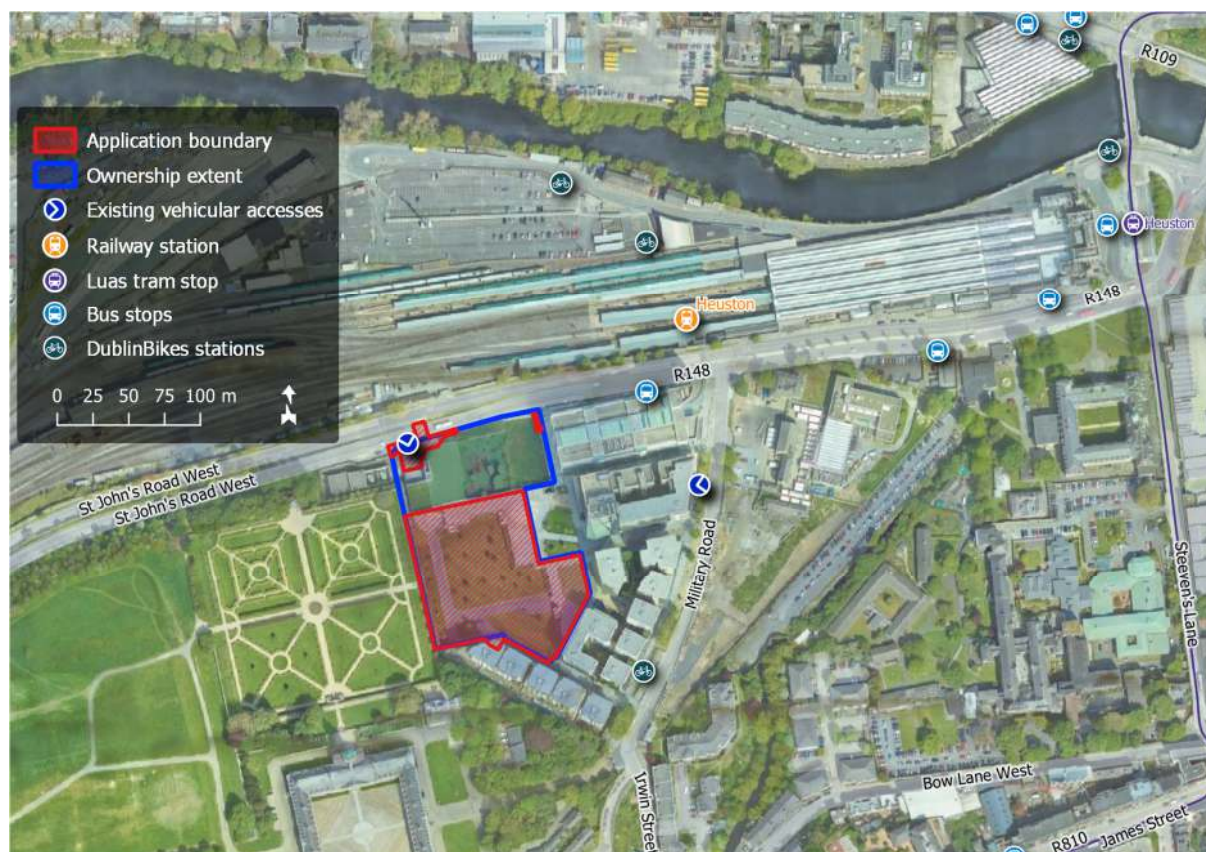 R109
Application boundary
Ownership extent
Existing vehicular accesses
Railway station
Luas tram stop
Bus stops
DublinBikes stations
0 25 50 75 100 m
Heuston
Heuston
R148
R148
St John's Road West
St John's Road West
Military Road
Steeven's Lane
Irwin Street
Bow Lane West
R810
James Street